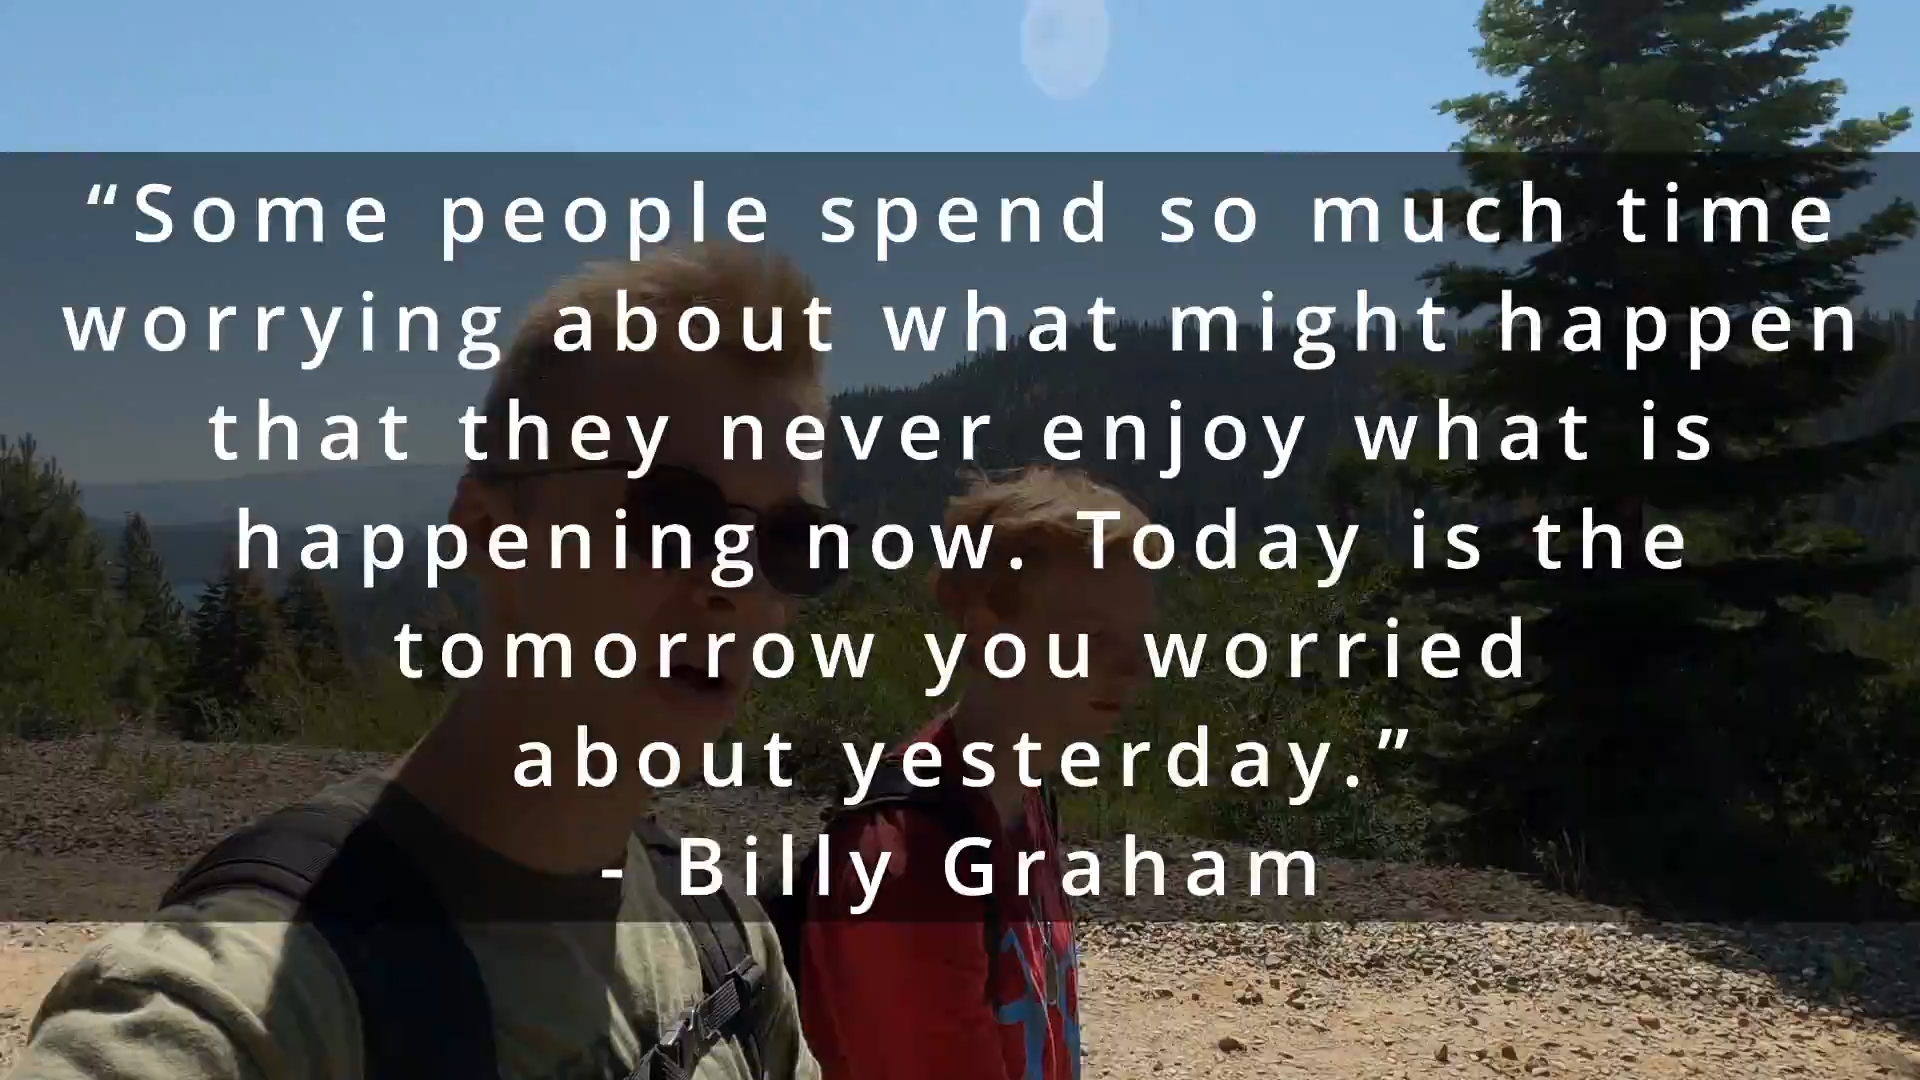 “Some people spend so much time
worrying about what might happen
that they never enjoy what is
happening now. Today is the
tomorrow you worried
about yesterday.”
- Billy Graham